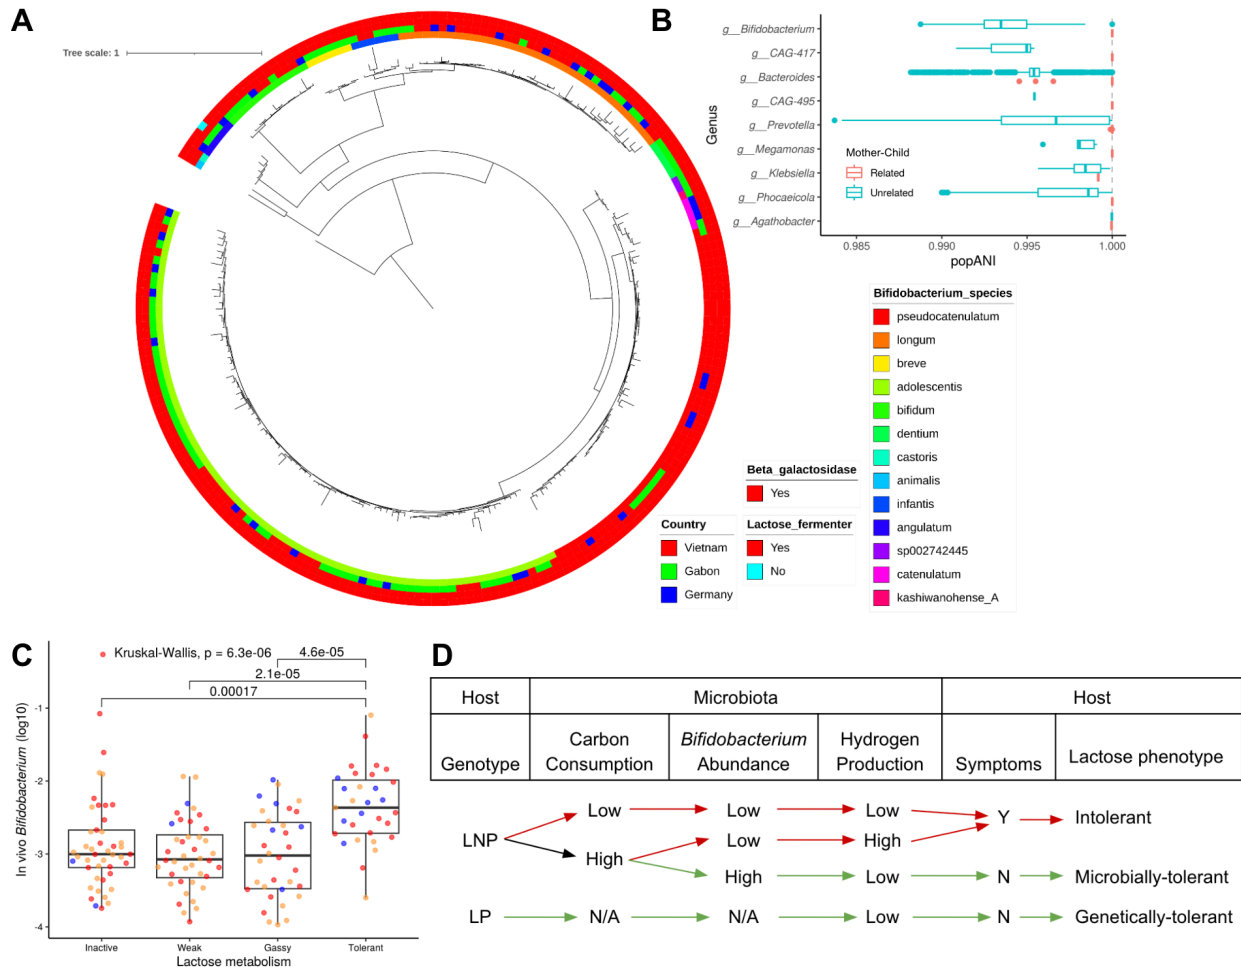 A
Tree scale: 1
B
g__Bifidobacterium
g__CAG-417
g__Bacteroides
g__CAG-495
g__Prevotella
g__Megamonas
g__Klebsiella
g__Phocaeicola
g__Agathobacter
Genus
Mother-Child
Related
Unrelated
0.985 0.990 0.995 1.000
popANI
Bifidobacterium_species
pseudocatenulatum
longum
breve
adolescentis
bifidum
dentium
castoris
animalis
infantis
angulatum
sp002742445
catenulatum
kashiwanohense_A
Beta_galactosidase
Yes
Country
Vietnam
Gabon
Germany
Lactose_fermenter
Yes
No
C
Kruskal-Wallis, p = 6.3e-06
4.6e-05
2.1e-05
0.00017
In vivo Bifidobacterium (log10)
-1
-2
-3
-4
Inactive Weak Gassy Tolerant
Lactose metabolism
D
Host Microbiota Host
Genotype Carbon Consumption Bifidobacterium Abundance Hydrogen Production Symptoms Lactose phenotype
Low Low Low
LNP Y Intolerant
Low High
High
High Low N Microbially-tolerant
LP N/A N/A Low N Genetically-tolerant